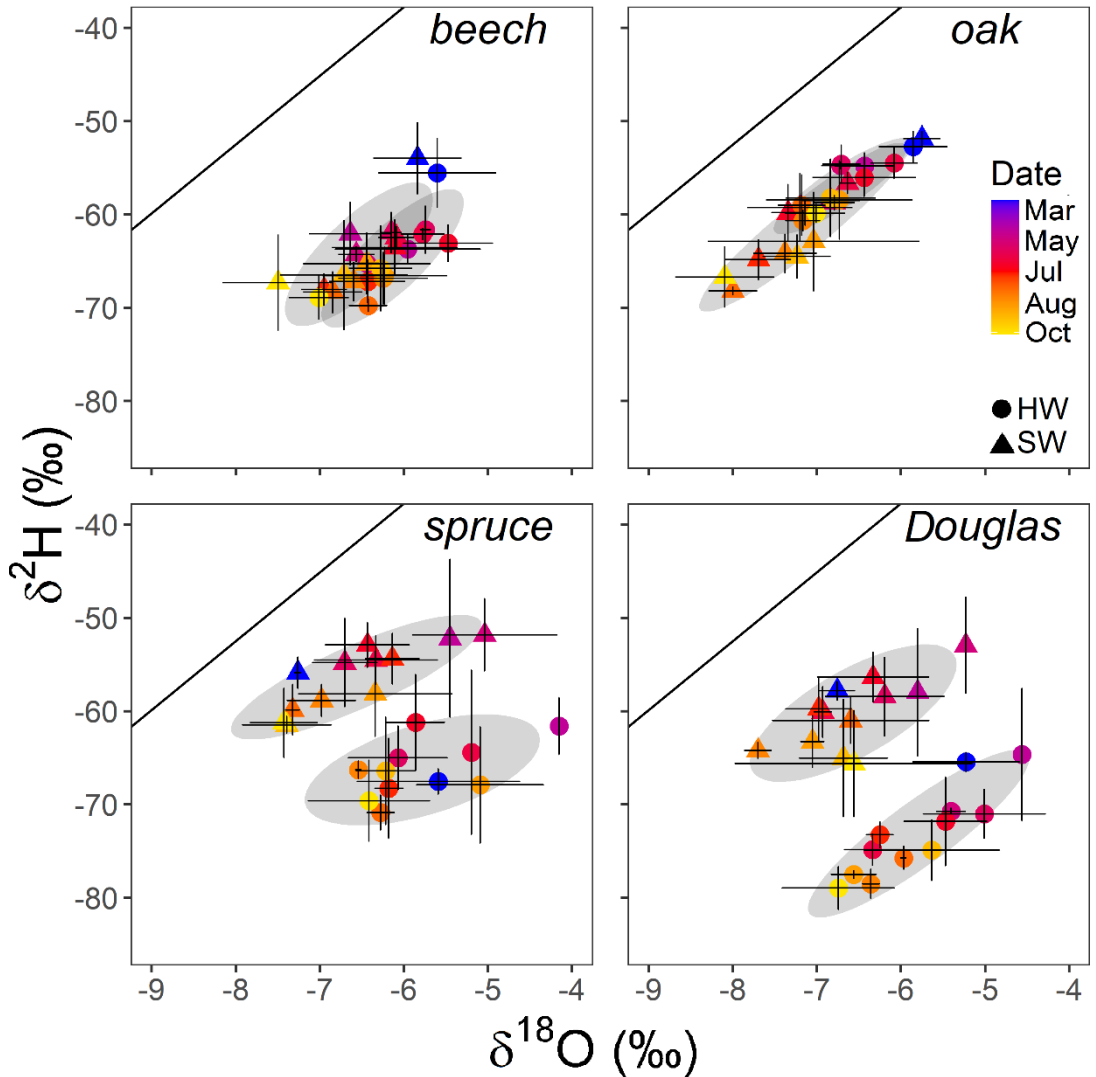 beech
oak
-40
-50
-60
-70
-80
Date
Mar
May
Jul
Aug
Oct
HW
SW
spruce
Douglas
-40
-50
-60
-70
-80
-9 -8 -7 -6 -5 -4
-9 -8 -7 -6 -5 -4
δ²H (‰)
δ¹⁸O (‰)